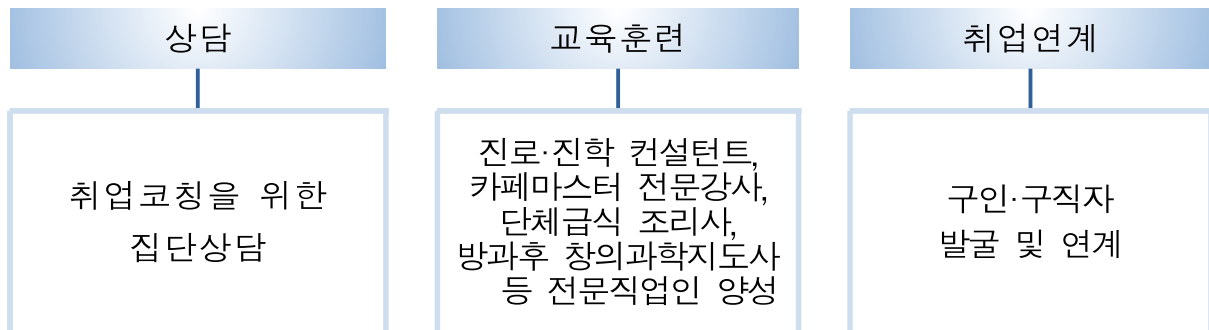 상담
취업코칭을 위한
집단상담
교육훈련
진로·진학 컨설턴트,
카페마스터 전문강사,
단체급식 조리사,
방과후 창의과학지도사
등 전문직업인 양성
취업연계
구인·구직자
발굴 및 연계